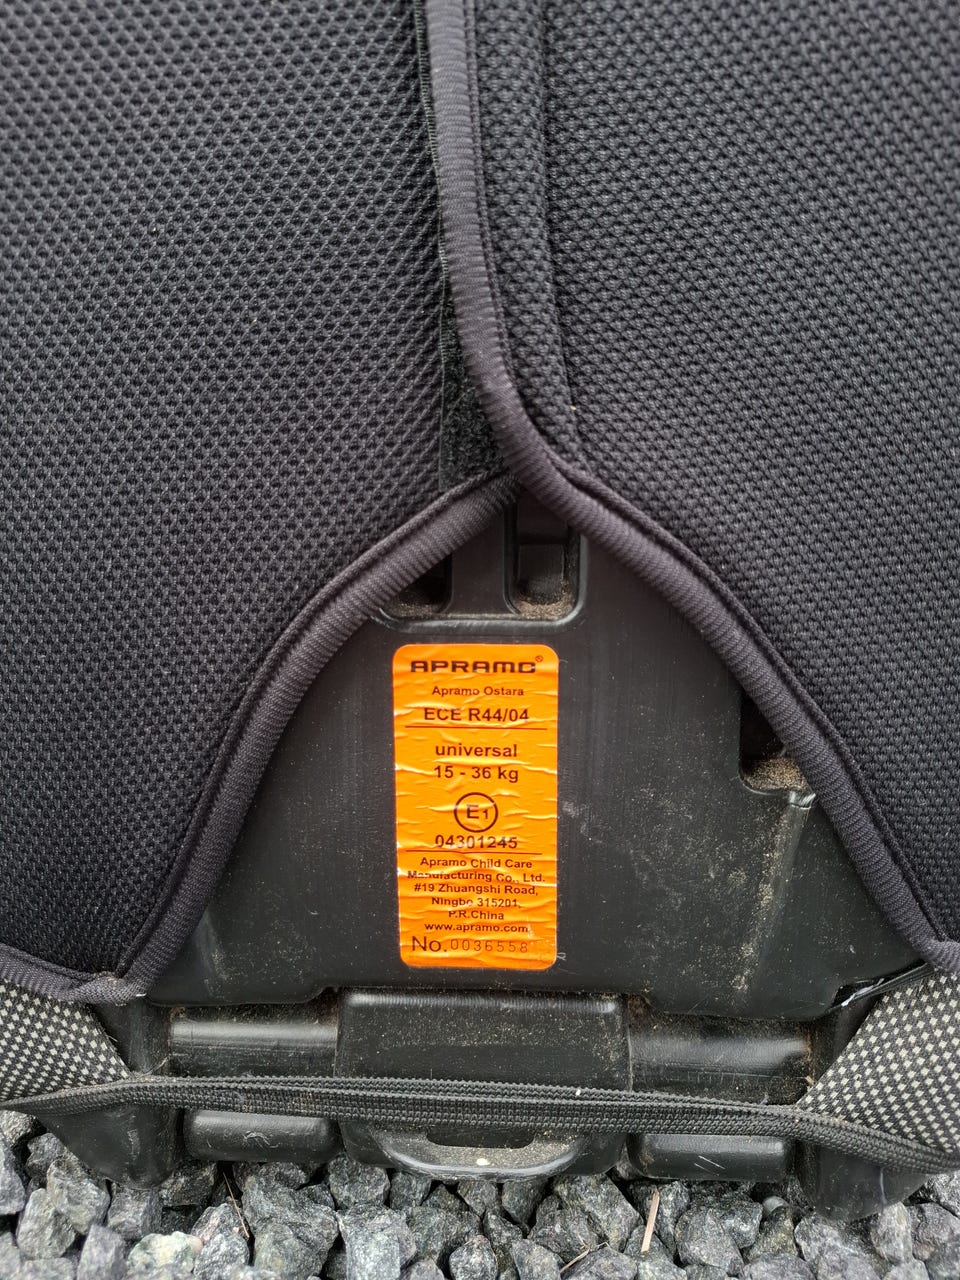 APRAMO®
Apramo Ostara
ECE R44/04
universal
15 - 36 kg
E1
04301245
Apramo Child Care
Manufacturing Co., Ltd.
#19 Zhuangshi Road,
Ningbo 315201,
P.R.China
www.apramo.com
No. 0036558